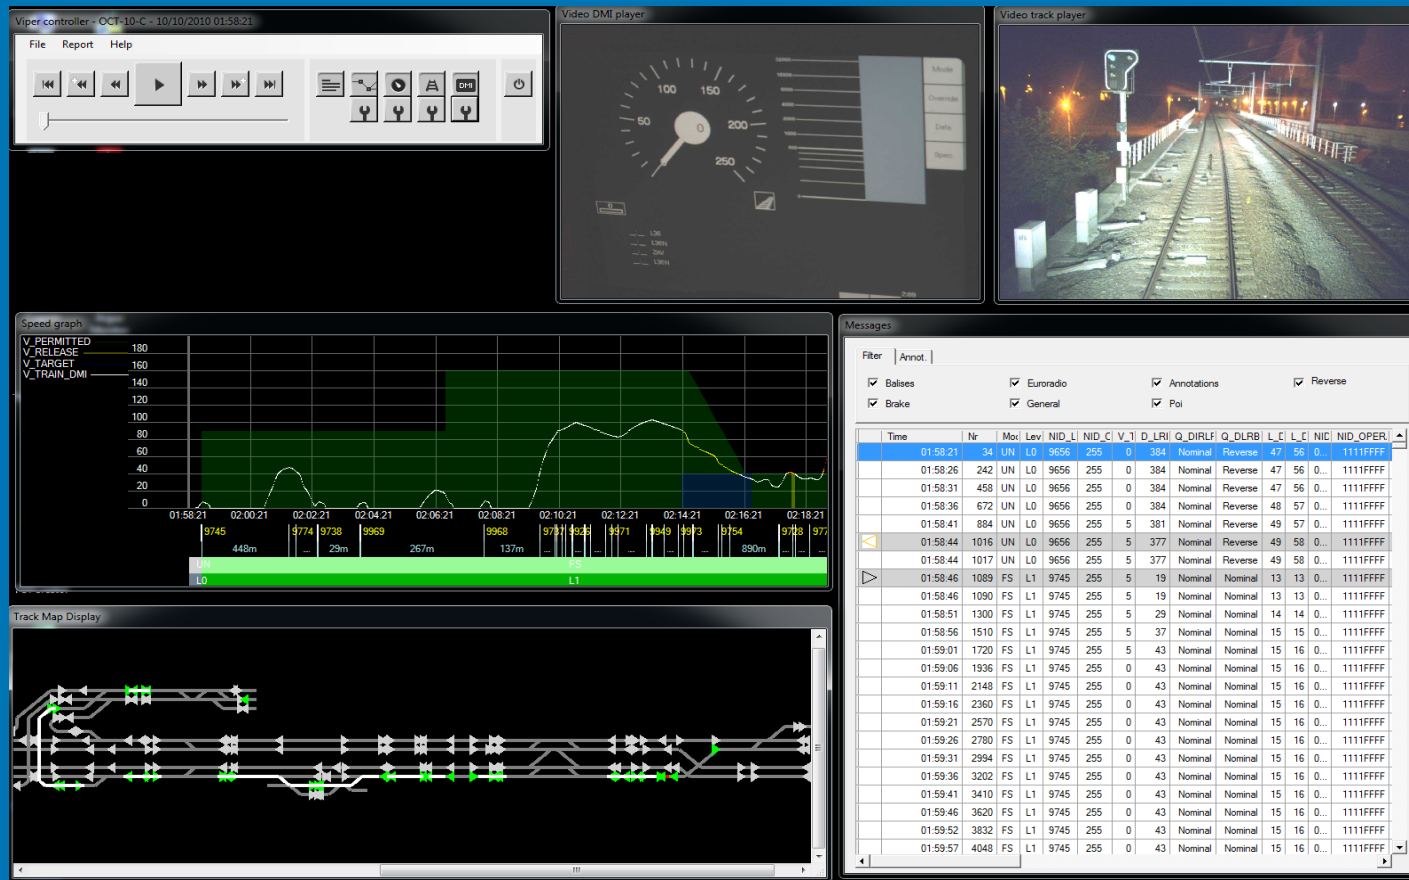 Viper controller - OCT-10-C - 10/10/2010 01:58:21
File Report Help
DMI
Video DMI player
50 100 150 200 250
0
Mode
Override
Data
Spec
Video track player
Speed graph
V_PERMITTED
V_RELEASE
V_TARGET
V_TRAIN_DMI
180
160
140
120
100
80
60
40
20
0
01:58:21 02:00:21 02:02:21 02:04:21 02:06:21 02:08:21 02:10:21 02:12:21 02:14:21 02:16:21 02:18:21
9745 9774 9738 9969 9968 9971 9949 9973 9754
448m ... 29m 267m 137m ... 890m
UN FS
L0 L1
Track Map Display
Messages
Filter Annot.
Balises Euroradio Annotations Reverse
Brake General Poi
Time Nr Moc Lev NID_L NID_C V_T D_LRI Q_DIRLF Q_DLRB L_D L_D NID NID_OPER
01:58:21 34 UN L0 9656 255 0 384 Nominal Reverse 47 56 0... 1111FFFF
01:58:26 242 UN L0 9656 255 0 384 Nominal Reverse 47 56 0... 1111FFFF
01:58:31 458 UN L0 9656 255 0 384 Nominal Reverse 47 56 0... 1111FFFF
01:58:36 672 UN L0 9656 255 0 384 Nominal Reverse 48 57 0... 1111FFFF
01:58:41 884 UN L0 9656 255 5 381 Nominal Reverse 49 57 0... 1111FFFF
01:58:44 1016 UN L0 9656 255 5 377 Nominal Reverse 49 58 0... 1111FFFF
01:58:44 1017 UN L0 9656 255 5 377 Nominal Reverse 49 58 0... 1111FFFF
01:58:46 1089 FS L1 9745 255 5 19 Nominal Nominal 13 13 0... 1111FFFF
01:58:46 1090 FS L1 9745 255 5 19 Nominal Nominal 13 13 0... 1111FFFF
01:58:51 1300 FS L1 9745 255 5 29 Nominal Nominal 14 14 0... 1111FFFF
01:58:56 1510 FS L1 9745 255 5 37 Nominal Nominal 15 15 0... 1111FFFF
01:59:01 1720 FS L1 9745 255 5 43 Nominal Nominal 15 16 0... 1111FFFF
01:59:06 1936 FS L1 9745 255 0 43 Nominal Nominal 15 16 0... 1111FFFF
01:59:11 2148 FS L1 9745 255 0 43 Nominal Nominal 15 16 0... 1111FFFF
01:59:16 2360 FS L1 9745 255 0 43 Nominal Nominal 15 16 0... 1111FFFF
01:59:21 2570 FS L1 9745 255 0 43 Nominal Nominal 15 16 0... 1111FFFF
01:59:26 2780 FS L1 9745 255 0 43 Nominal Nominal 15 16 0... 1111FFFF
01:59:31 2994 FS L1 9745 255 0 43 Nominal Nominal 15 16 0... 1111FFFF
01:59:36 3202 FS L1 9745 255 0 43 Nominal Nominal 15 16 0... 1111FFFF
01:59:41 3410 FS L1 9745 255 0 43 Nominal Nominal 15 16 0... 1111FFFF
01:59:46 3620 FS L1 9745 255 0 43 Nominal Nominal 15 16 0... 1111FFFF
01:59:52 3832 FS L1 9745 255 0 43 Nominal Nominal 15 16 0... 1111FFFF
01:59:57 4048 FS L1 9745 255 0 43 Nominal Nominal 15 16 0... 1111FFFF